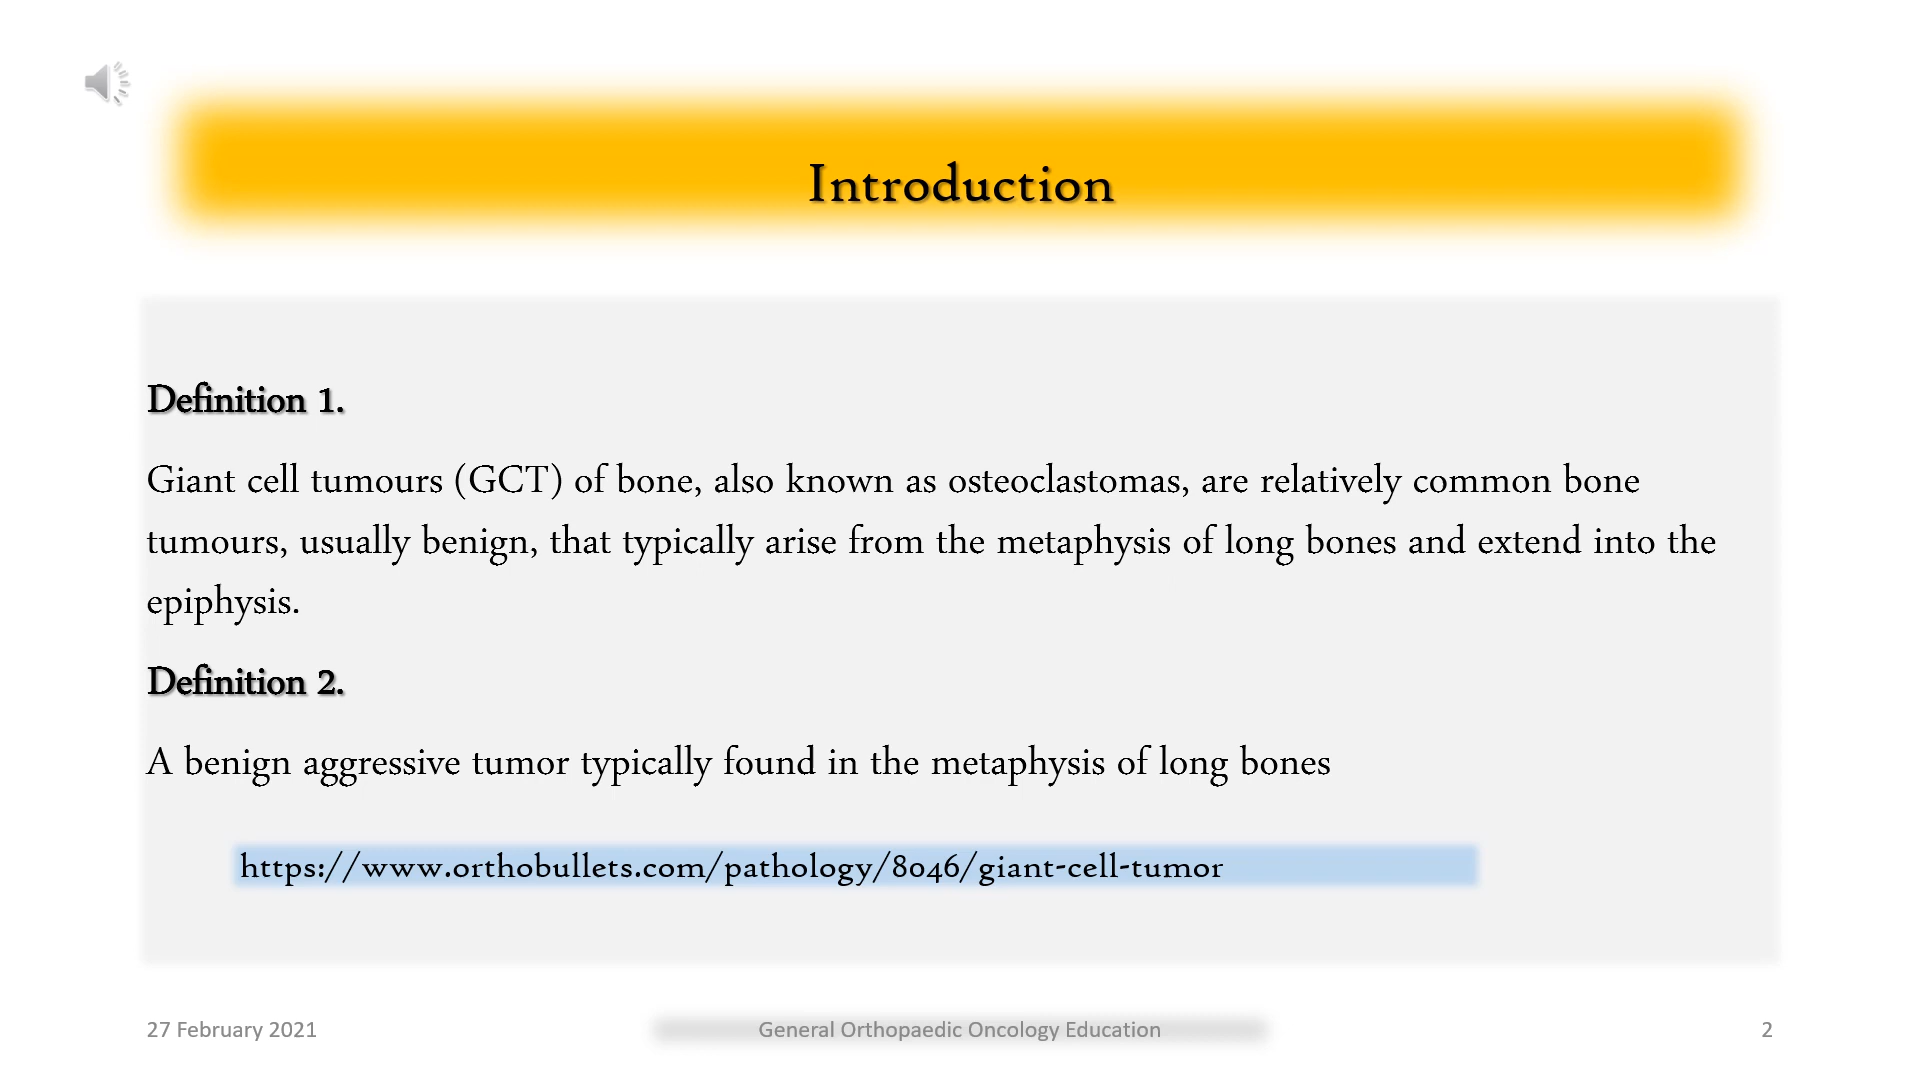 Introduction
Definition 1.
Giant cell tumours (GCT) of bone, also known as osteoclastomas, are relatively common bone
tumours, usually benign, that typically arise from the metaphysis of long bones and extend into the
epiphysis.
Definition 2.
A benign aggressive tumor typically found in the metaphysis of long bones
https://www.orthobullets.com/pathology/8046/giant-cell-tumor
27 February 2021
General Orthopaedic Oncology Education
2